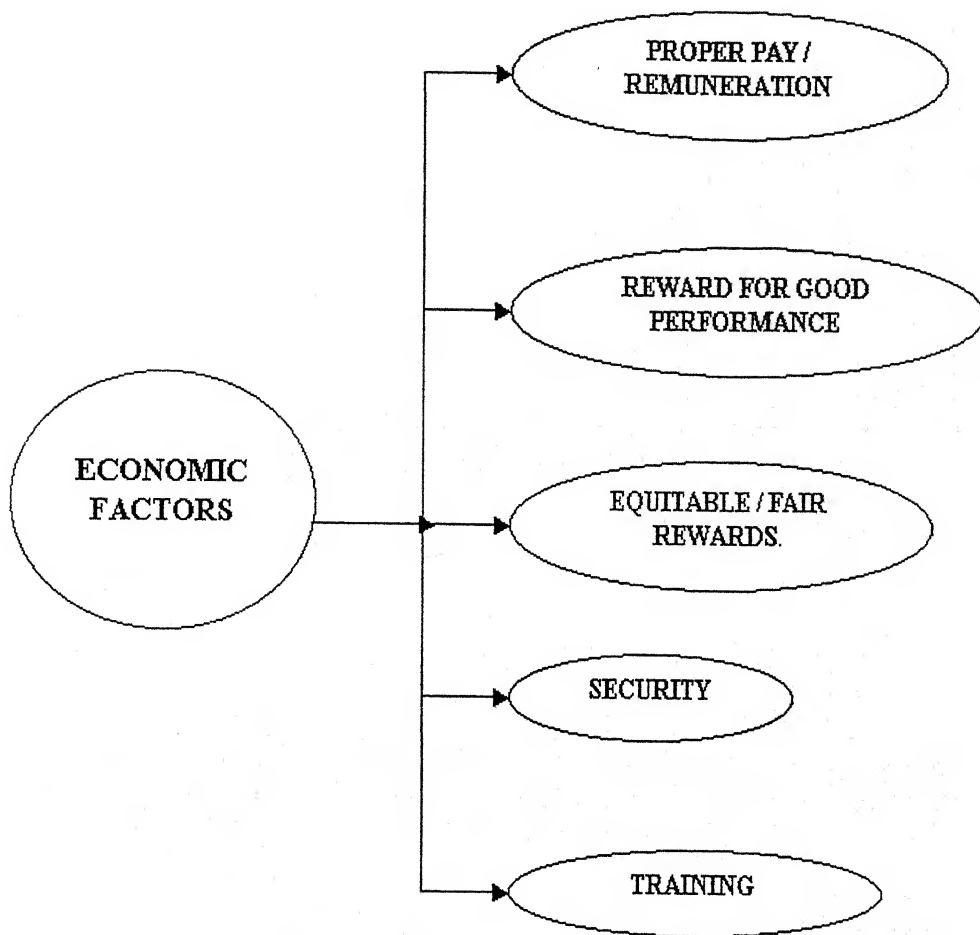 PROPER PAY /
REMUNERATION
REWARD FOR GOOD
PERFORMANCE
ECONOMIC
FACTORS
EQUITABLE / FAIR
REWARDS.
SECURITY
TRAINING